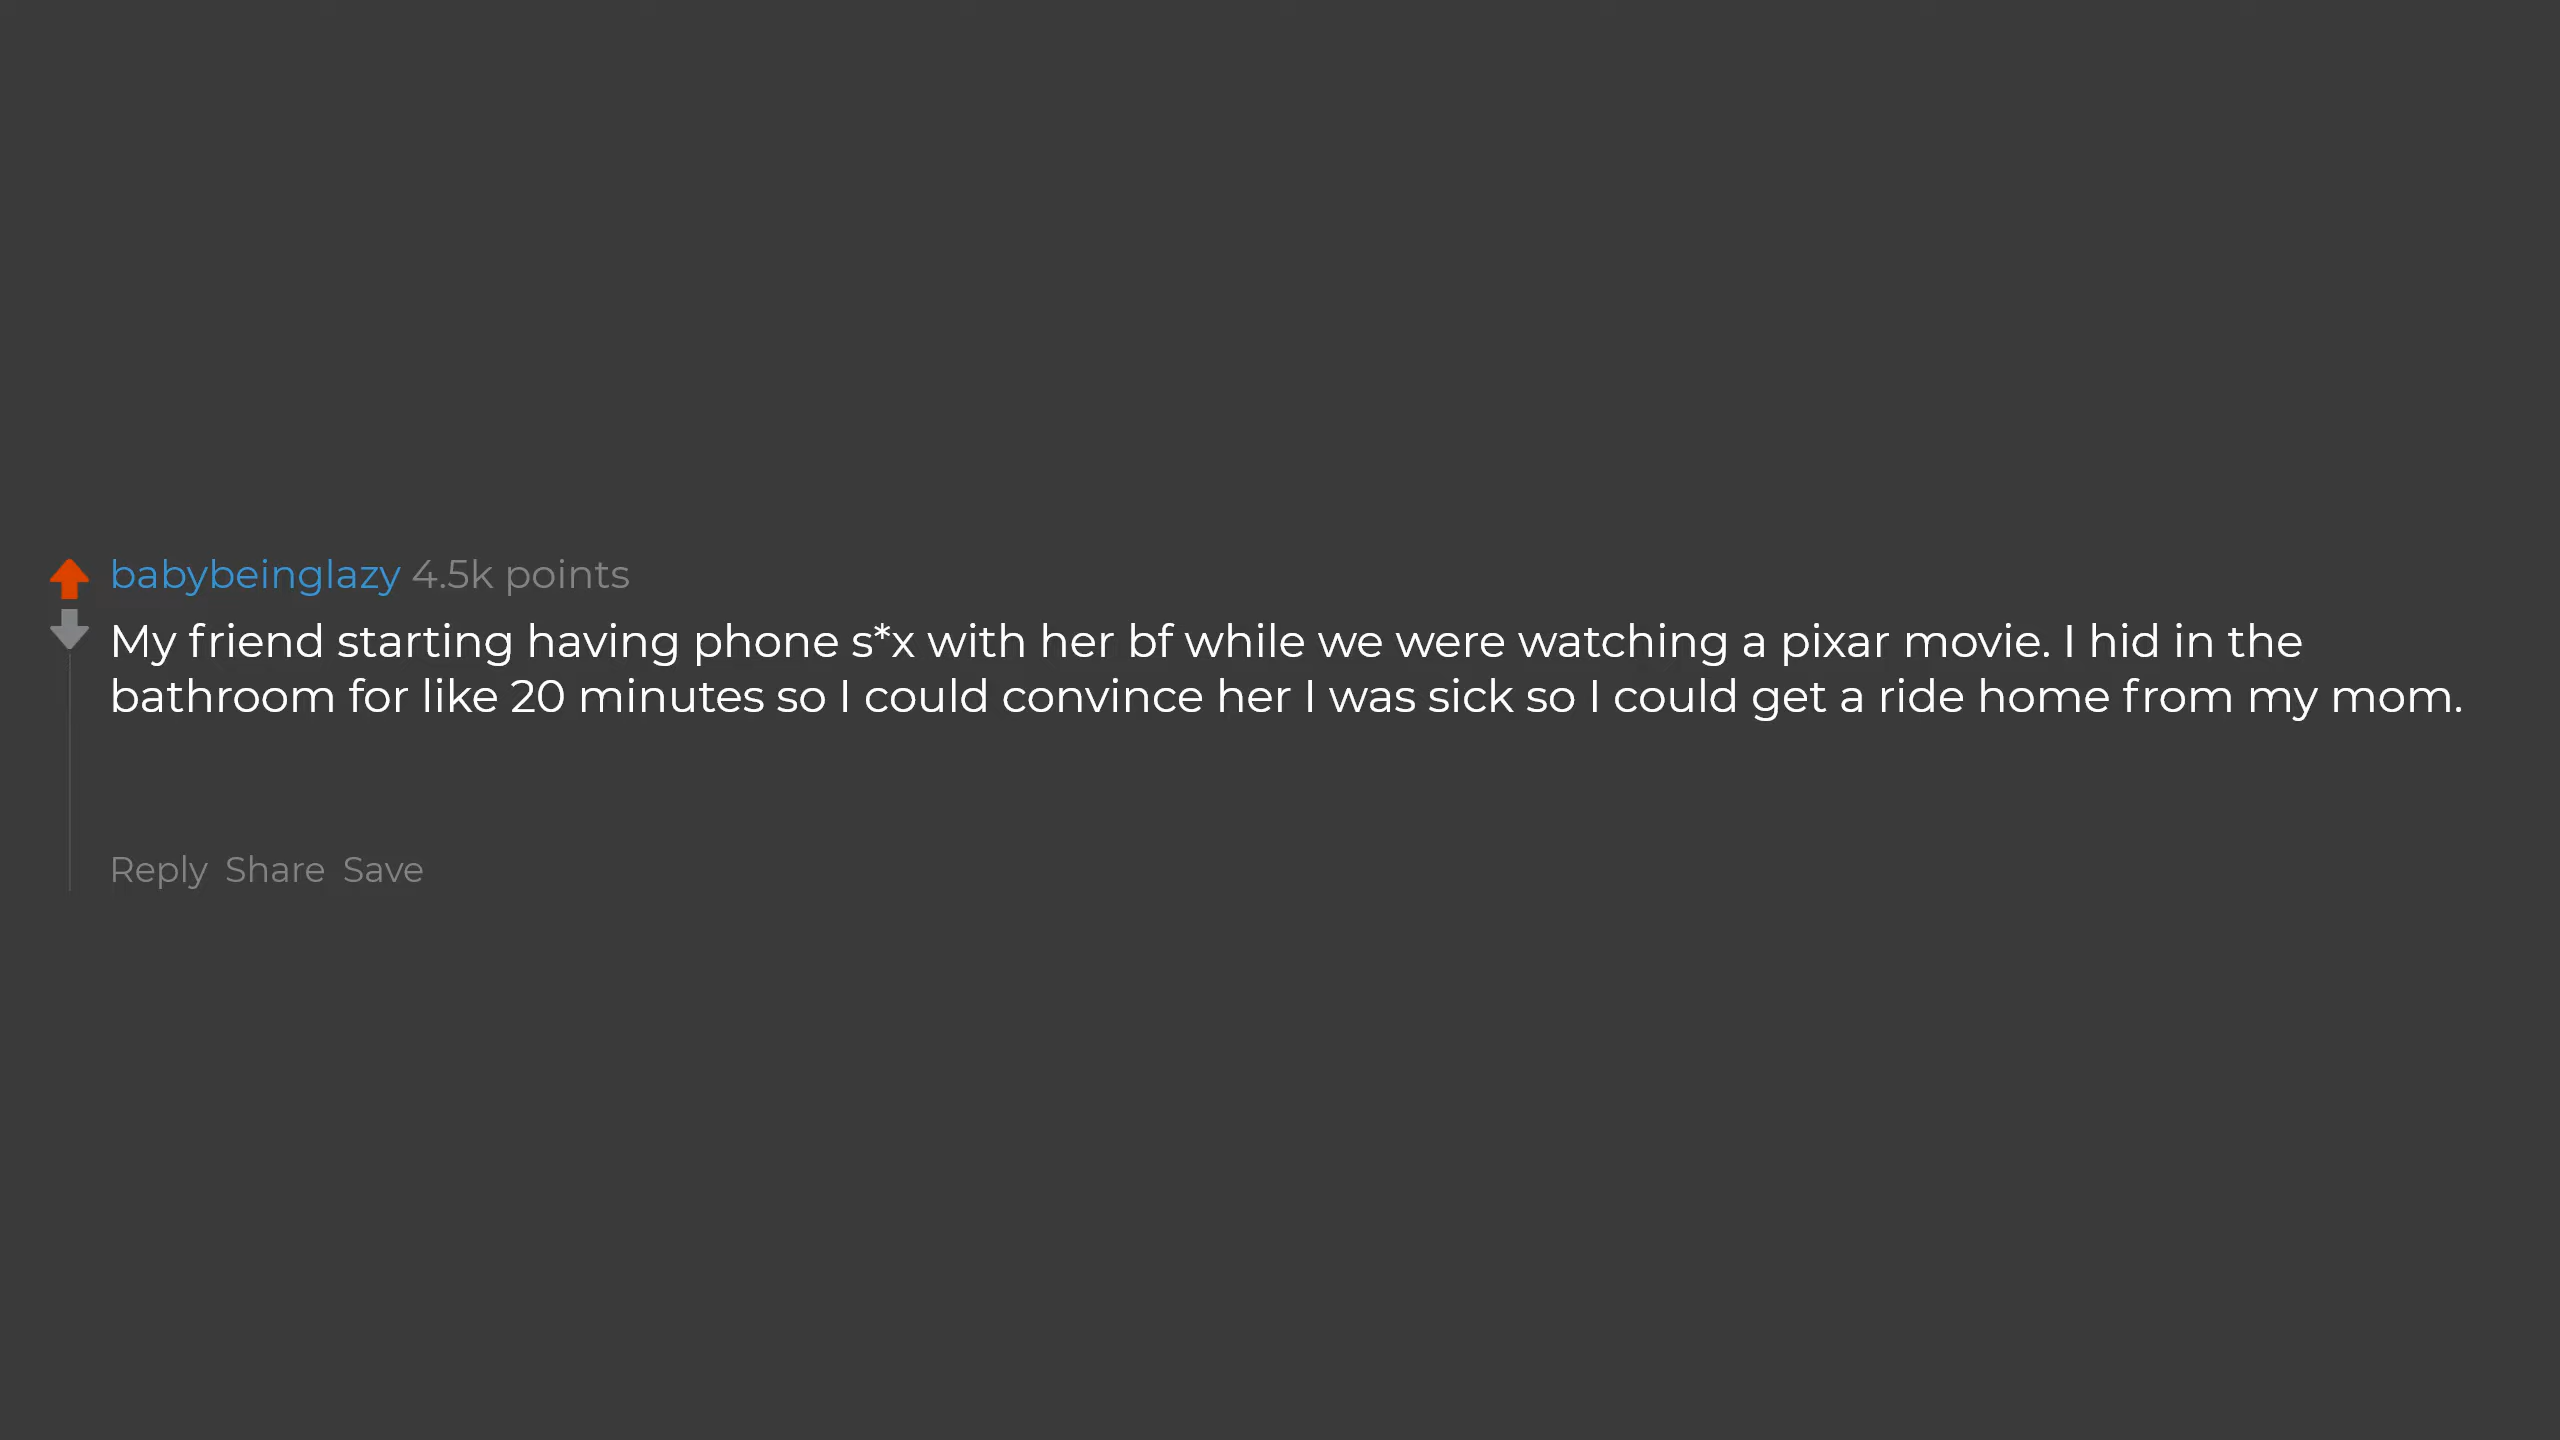 babybeinglazy 4.5k points
My friend starting having phone s*x with her bf while we were watching a pixar movie. I hid in the
bathroom for like 20 minutes so I could convince her I was sick so I could get a ride home from my mom.
Reply Share Save